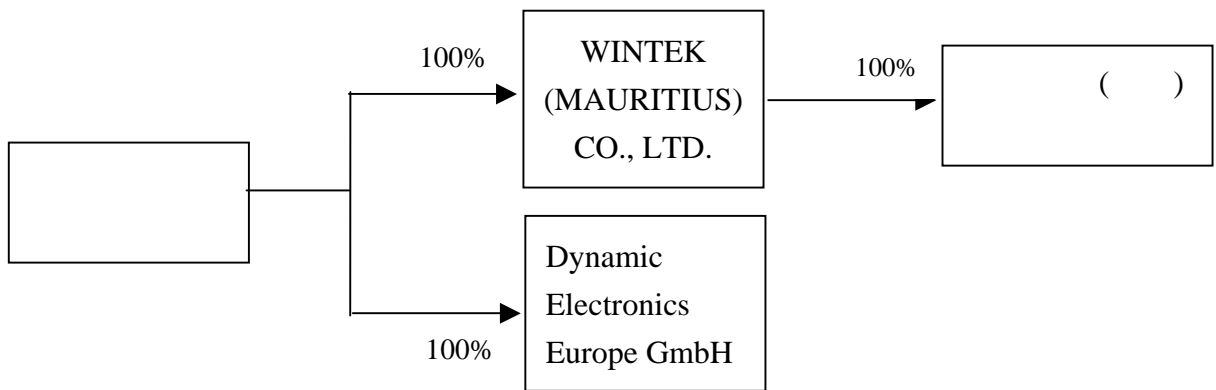 100%
WINTEK
(MAURITIUS)
CO., LTD.
100%
( )
Dynamic
Electronics
Europe GmbH
100%